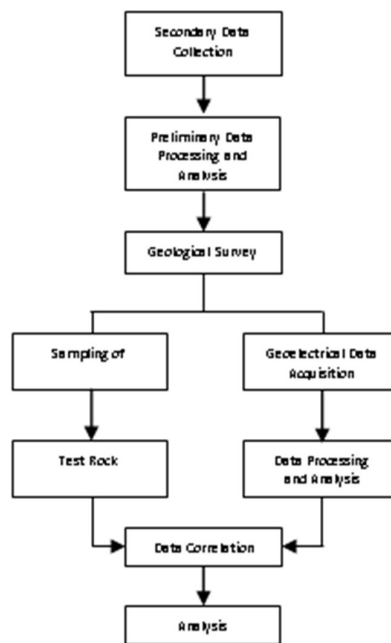 Secondary Data
Collection
Preliminary Data
Processing and
Analysis
Geological Survey
Sampling of
Geoelectrical Data
Acquisition
Test Rock
Data Processing
and Analysis
Data Correlation
Analysis